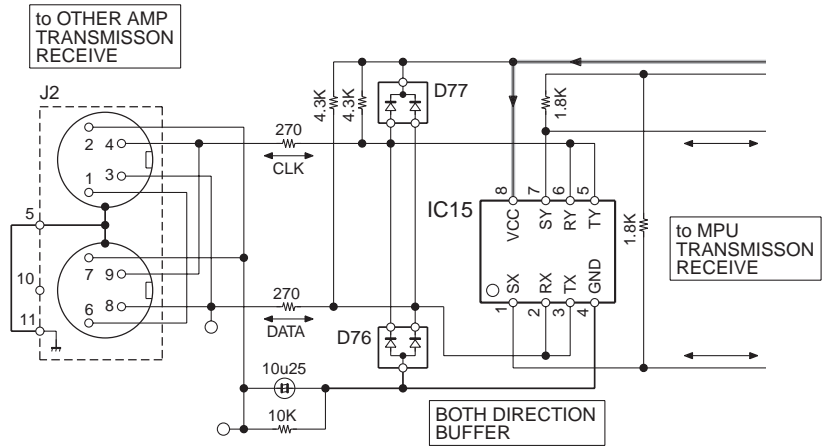 to OTHER AMP
TRANSMISSON
RECEIVE
J2
2 4
1 3
5
10
11
7 9
6 8
270
CLK
270
DATA
4.3K
4.3K
D77
D76
10u25
10K
1.8K
1.8K
IC15
8 7 6 5
VCC SY RY TY
SX RX TX GND
1 2 3 4
to MPU
TRANSMISSON
RECEIVE
BOTH DIRECTION
BUFFER